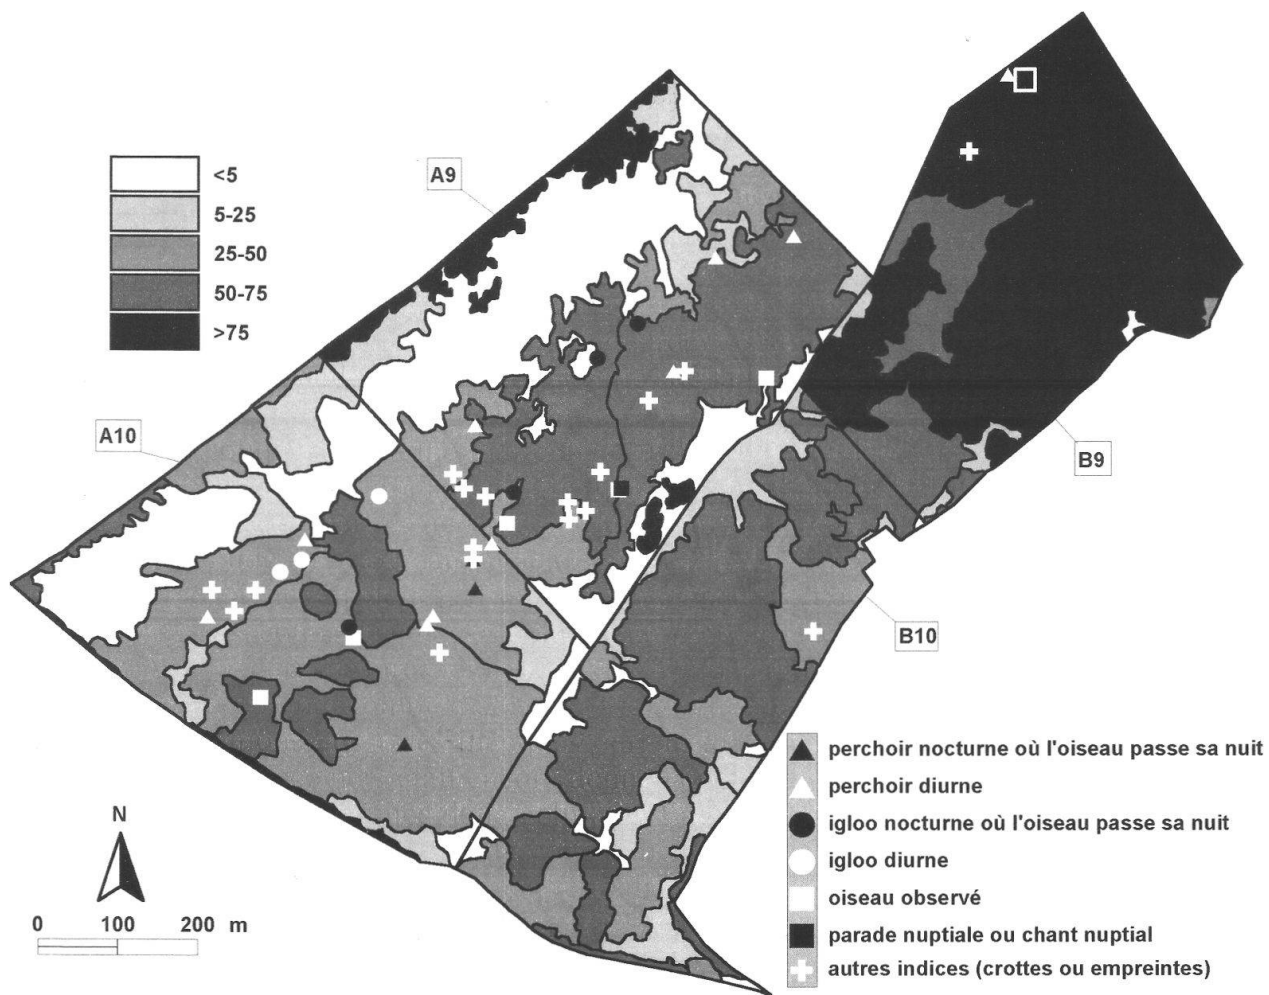 <5
5-25
25-50
50-75
>75
A9
A10
B9
B10
N
0 100 200 m
perchoir nocturne où l'oiseau passe sa nuit
perchoir diurne
igloo nocturne où l'oiseau passe sa nuit
igloo diurne
oiseau observé
parade nuptiale ou chant nuptial
autres indices (crottes ou empreintes)